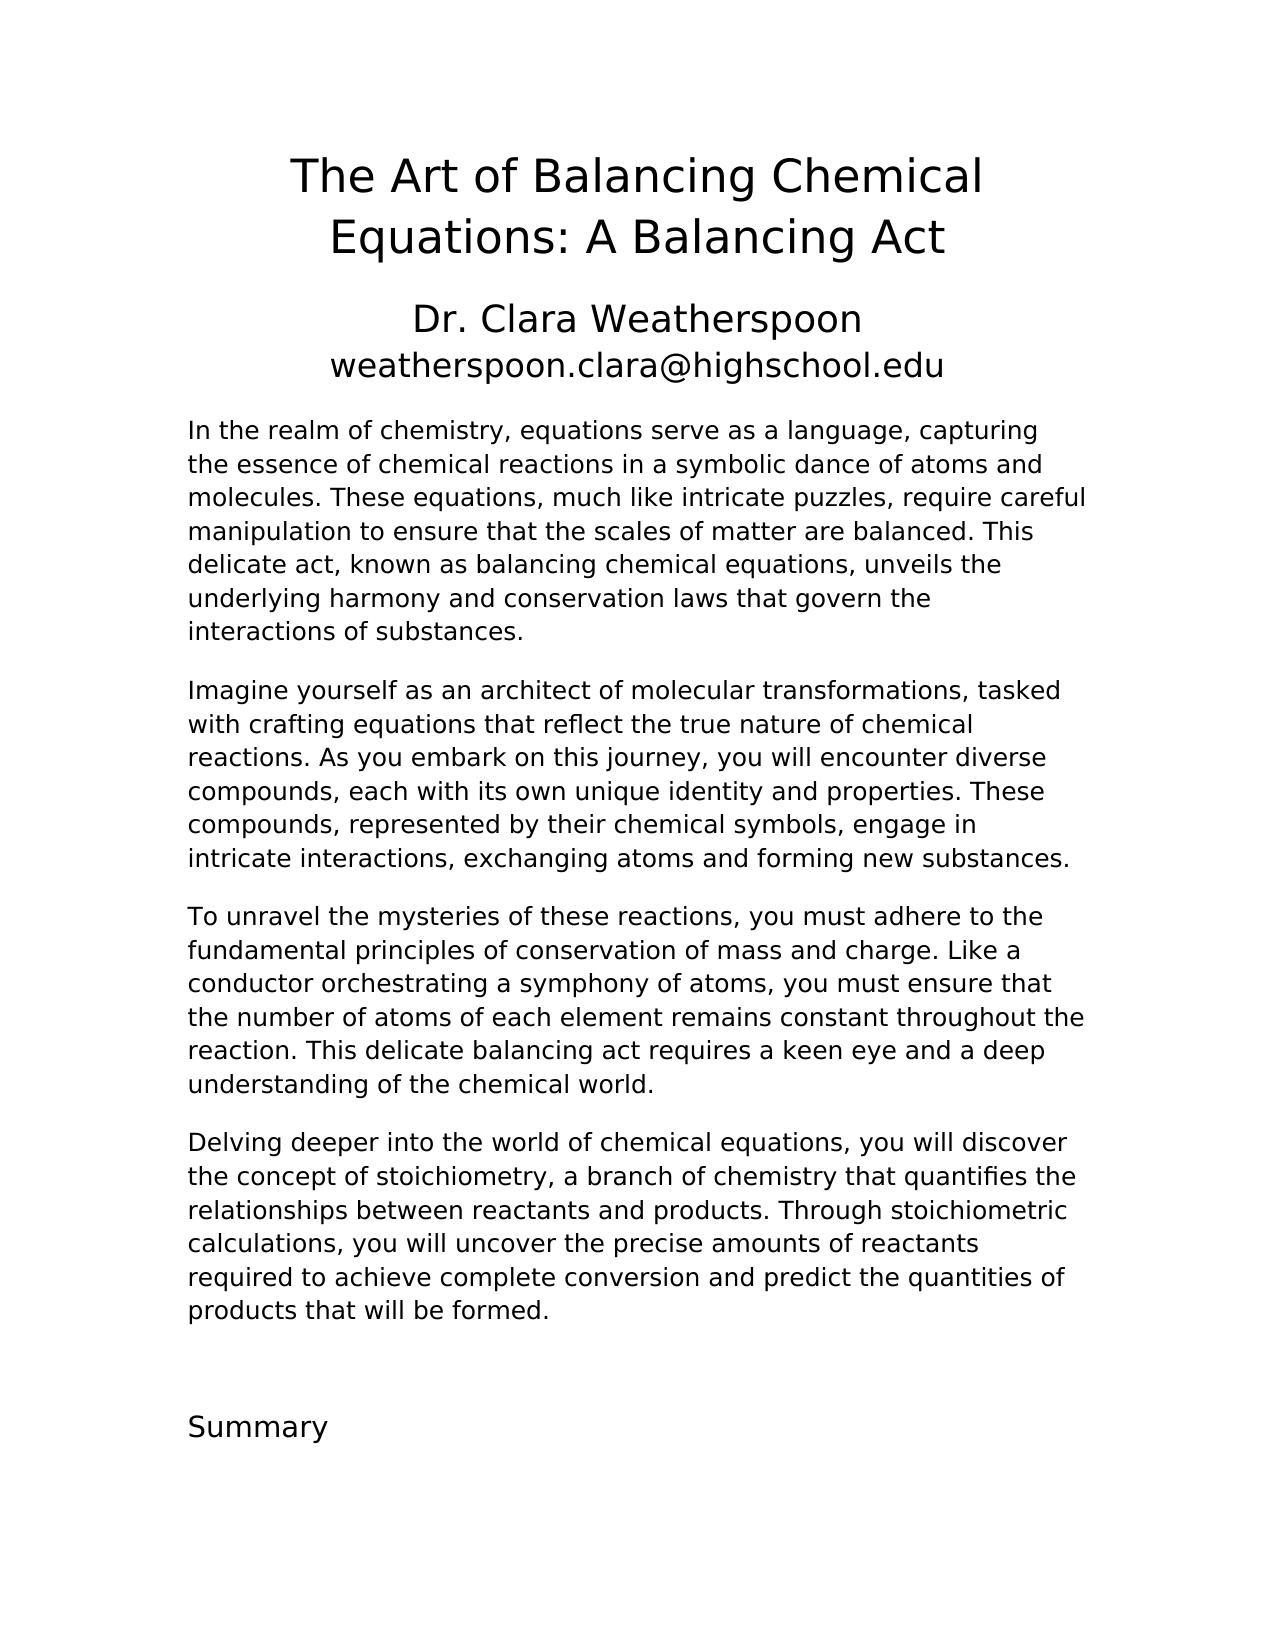 The Art of Balancing Chemical
Equations: A Balancing Act
Dr. Clara Weatherspoon
weatherspoon.clara@highschool.edu
In the realm of chemistry, equations serve as a language, capturing
the essence of chemical reactions in a symbolic dance of atoms and
molecules. These equations, much like intricate puzzles, require careful
manipulation to ensure that the scales of matter are balanced. This
delicate act, known as balancing chemical equations, unveils the
underlying harmony and conservation laws that govern the
interactions of substances.
Imagine yourself as an architect of molecular transformations, tasked
with crafting equations that reflect the true nature of chemical
reactions. As you embark on this journey, you will encounter diverse
compounds, each with its own unique identity and properties. These
compounds, represented by their chemical symbols, engage in
intricate interactions, exchanging atoms and forming new substances.
To unravel the mysteries of these reactions, you must adhere to the
fundamental principles of conservation of mass and charge. Like a
conductor orchestrating a symphony of atoms, you must ensure that
the number of atoms of each element remains constant throughout the
reaction. This delicate balancing act requires a keen eye and a deep
understanding of the chemical world.
Delving deeper into the world of chemical equations, you will discover
the concept of stoichiometry, a branch of chemistry that quantifies the
relationships between reactants and products. Through stoichiometric
calculations, you will uncover the precise amounts of reactants
required to achieve complete conversion and predict the quantities of
products that will be formed.
Summary